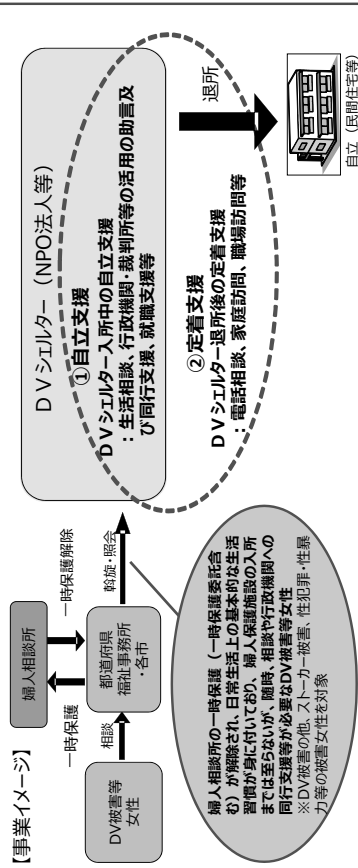 【事業イメージ】
婦人相談所
一時保護
一時保護解除
DV被害等
女性
相談
都道府県
福祉事務所
・各市
斡旋・照会
ＤＶシェルター（NPO法人等）
①自立支援
ＤＶシェルター入所中の自立支援
：生活相談、行政機関・裁判所等の活用の助言及
び同行支援、就職支援等
②定着支援
ＤＶシェルター退所後の定着支援
：電話相談、家庭訪問、職場訪問等
退所
自立（民間住宅等）
婦人相談所の一時保護（一時保護委託含
む）が解除され、日常生活上の基本的な生活
習慣が身に付いており、婦人保護施設の入所
までは至らないが、随時、相談や行政機関への
同行支援等が必要なDV被害等女性
※DV被害の他、ストーカー被害、性犯罪・性暴
力等の被害女性を対象